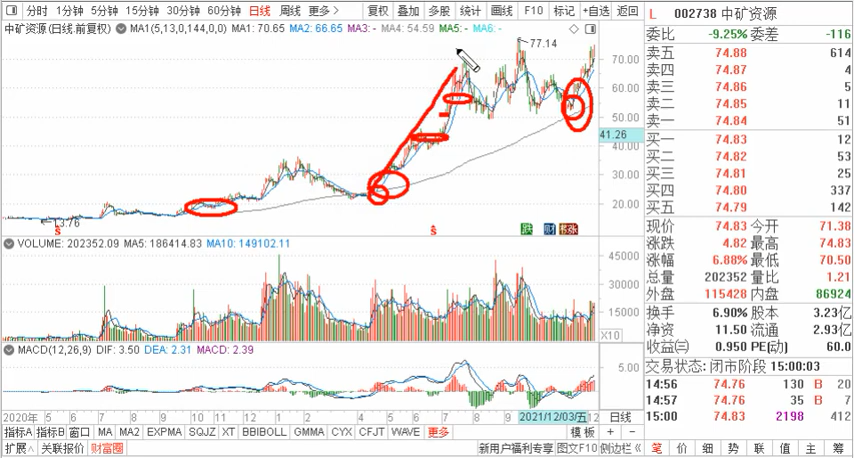 分时 1分钟 5分钟 15分钟 30分钟 60分钟 日线 周线 更多 复权 叠加 多股 统计 画线 F10 标记 +自选 返回
中矿资源(日线.前复权) MA1(5,13,0,144,0,0) MA1: 70.65 MA2: 66.65 MA3: - MA4: 54.59 MA5: - MA6: -
77.14
70.00
60.00
50.00
41.26
40.00
30.00
20.00
13.76
S
S
跌 财
VOLUME: 202352.09 MA5: 186414.83 MA10: 149102.11
45000
30000
15000
X10
MACD(12,26,9) DIF: 3.50 DEA: 2.31 MACD: 2.39
5.00
2020年 5 6 7 8 9 10 11 12 1 2 3 4 5 6 7 8 9 2021/12/03/五 12 日线
指标A 指标B 窗口 MA MACD EXPMA SQJZ XT BBIBOLL GMMA CYX CFJT WAVE 更多 模板 + -
扩展∧ 关联报价 财富圈 新用户福利专享 图文F10 侧边栏
L 002738 中矿资源
委比 -9.25% 委差 -116
卖五 74.88 614
卖四 74.87 4
卖三 74.86 5
卖二 74.85 11
卖一 74.84 51
买一 74.83 12
买二 74.82 53
买三 74.81 25
买四 74.80 337
买五 74.79 142
现价 74.83 今开 71.38
涨跌 4.82 最高 74.83
涨幅 6.88% 最低 70.50
总量 202352 量比 1.21
外盘 115428 内盘 86924
换手 6.90% 股本 3.23亿
净资 11.50 流通 2.93亿
收益㈢ 0.950 PE(动) 60.0
交易状态: 闭市阶段 15:00:03
14:56 74.76 130 B 20
14:57 74.76 35 B 7
15:00 74.83 2198 412
笔 价 细 势 联 值 主 筹